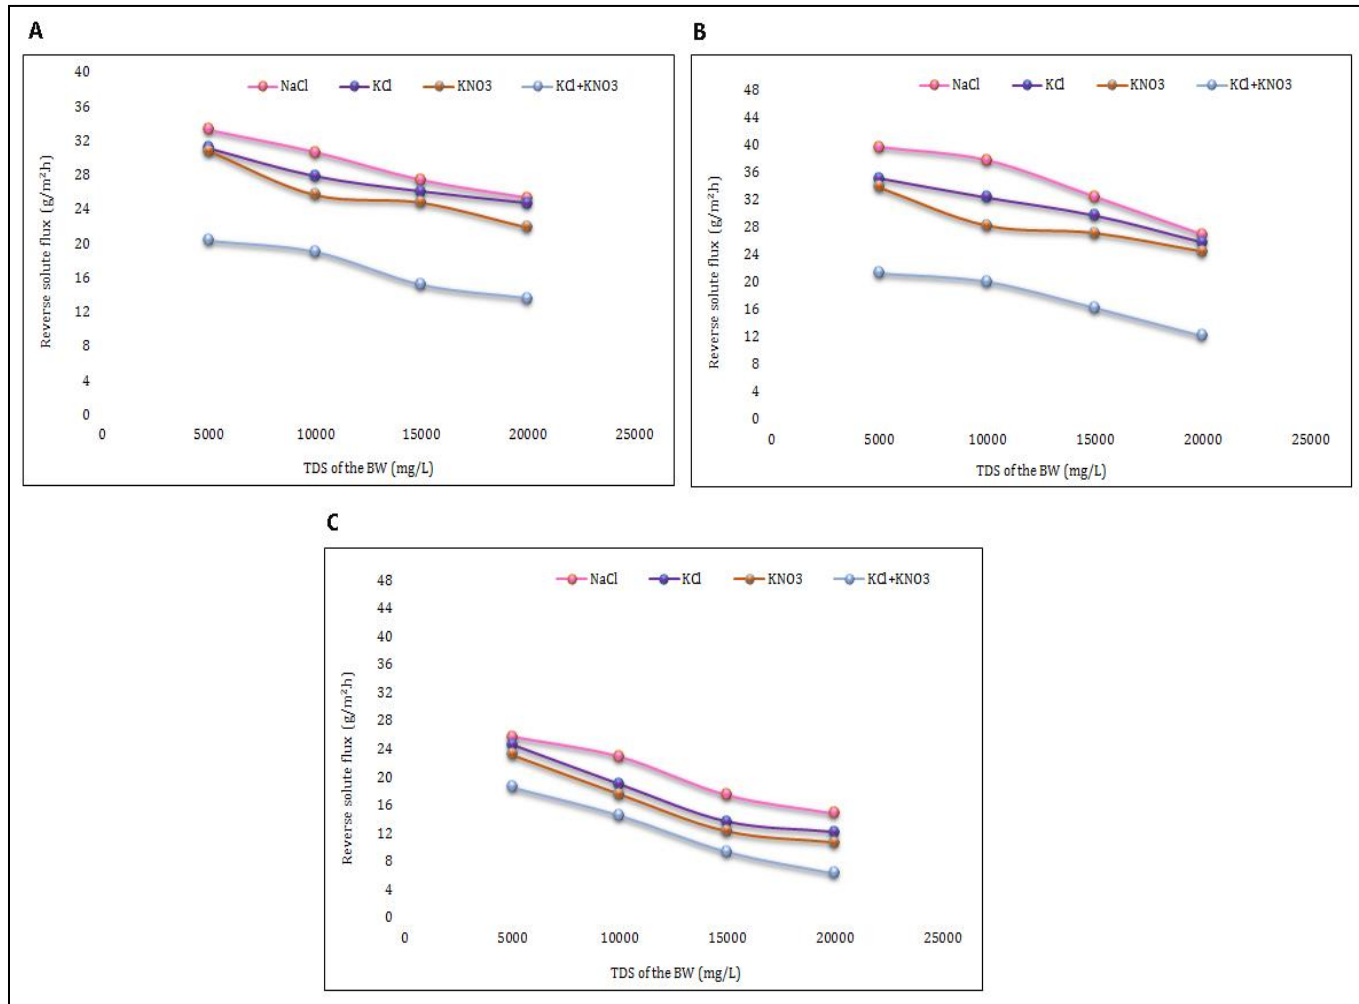 A
40
NaCl KCl KNO3 KCl+KNO3
36
32
28
24
20
16
12
8
4
0
Reverse solute flux (g/m².h)
0 5000 10000 15000 20000 25000
TDS of the BW (mg/L)
B
48
NaCl KCl KNO3 KCl+KNO3
44
40
36
32
28
24
20
16
12
8
4
0
Reverse solute flux (g/m².h)
0 5000 10000 15000 20000 25000
TDS of the BW (mg/L)
C
48
NaCl KCl KNO3 KCl+KNO3
44
40
36
32
28
24
20
16
12
8
4
0
Reverse solute flux (g/m².h)
0 5000 10000 15000 20000 25000
TDS of the BW (mg/L)